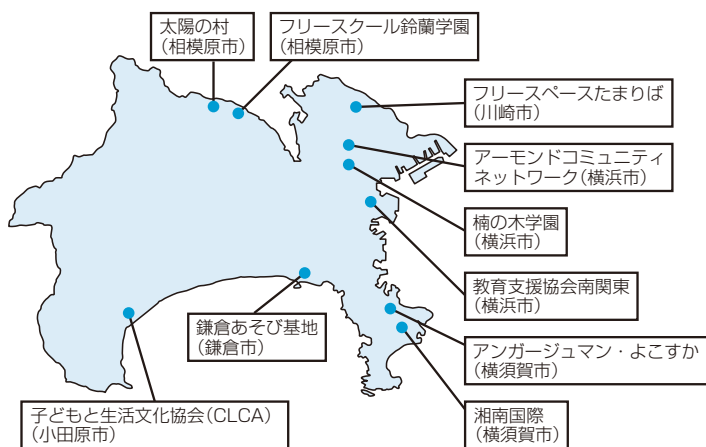 太陽の村
(相模原市)
フリースクール鈴蘭学園
(相模原市)
フリースペースたまりば
(川崎市)
アーモンドコミュニティ
ネットワーク(横浜市)
楠の木学園
(横浜市)
教育支援協会南関東
(横浜市)
鎌倉あそび基地
(鎌倉市)
アンガージュマン・よこすか
(横須賀市)
子どもと生活文化協会(CLCA)
(小田原市)
湘南国際
(横須賀市)